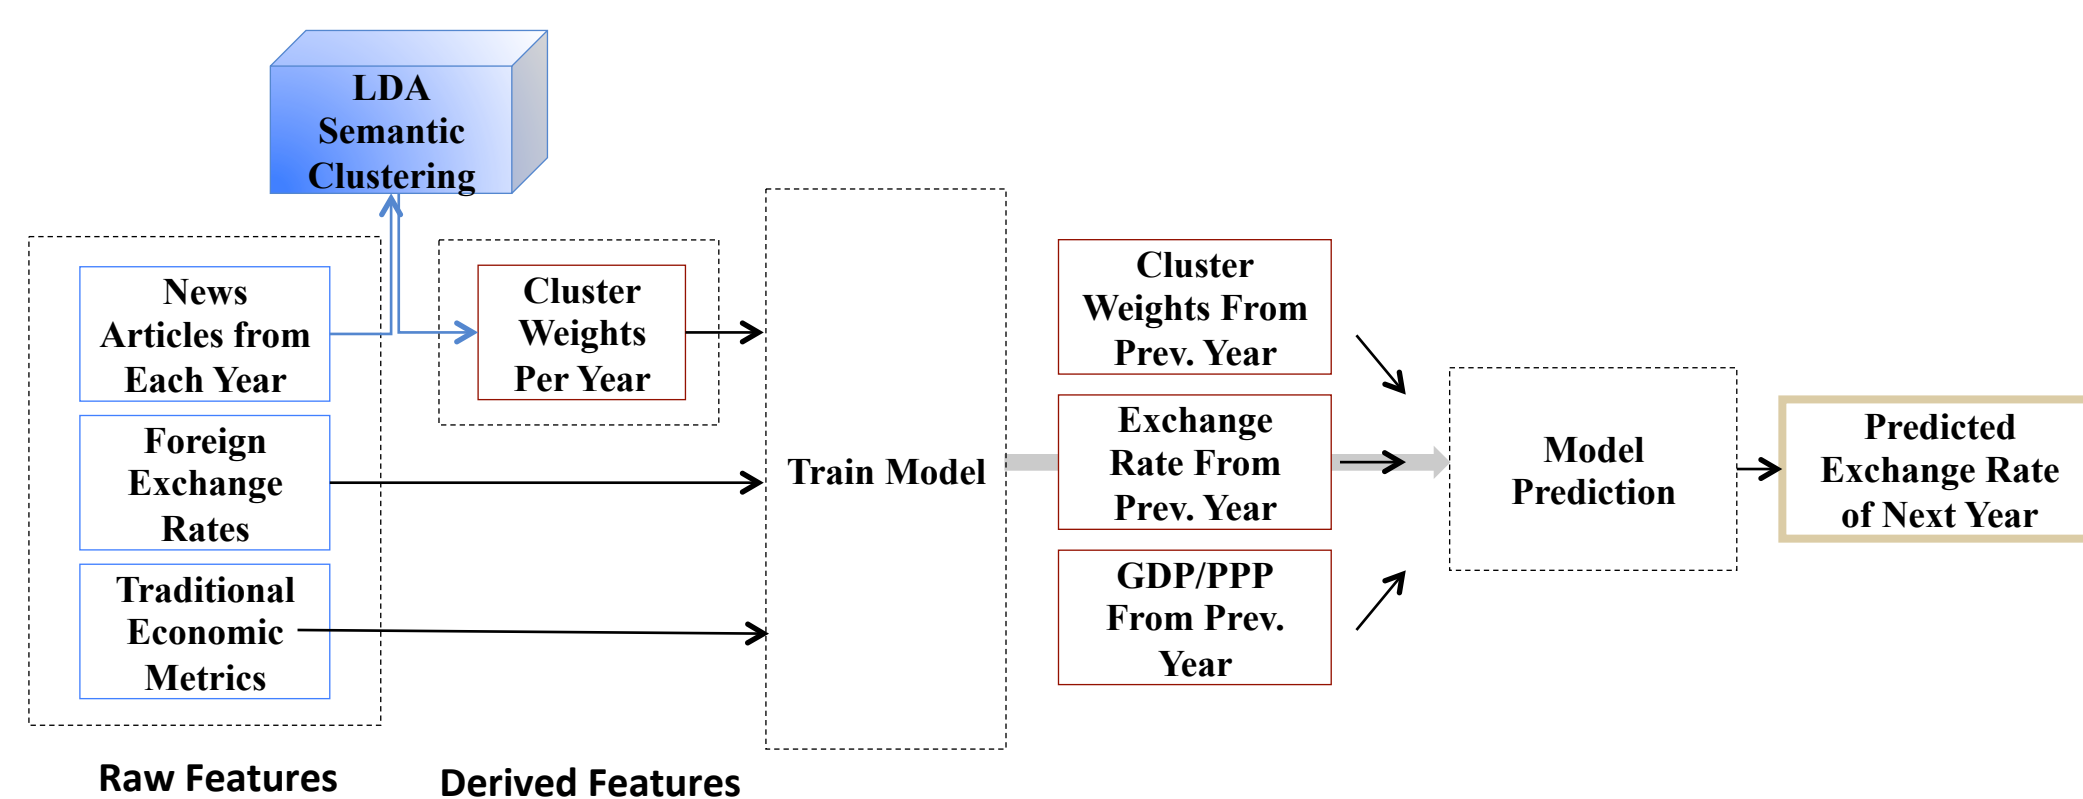 LDA
Semantic
Clustering
News
Articles from
Each Year
Foreign
Exchange
Rates
Traditional
Economic
Metrics
Raw Features
Cluster
Weights
Per Year
Derived Features
Train Model
Cluster
Weights From
Prev. Year
Exchange
Rate From
Prev. Year
GDP/PPP
From Prev.
Year
Model
Prediction
Predicted
Exchange Rate
of Next Year